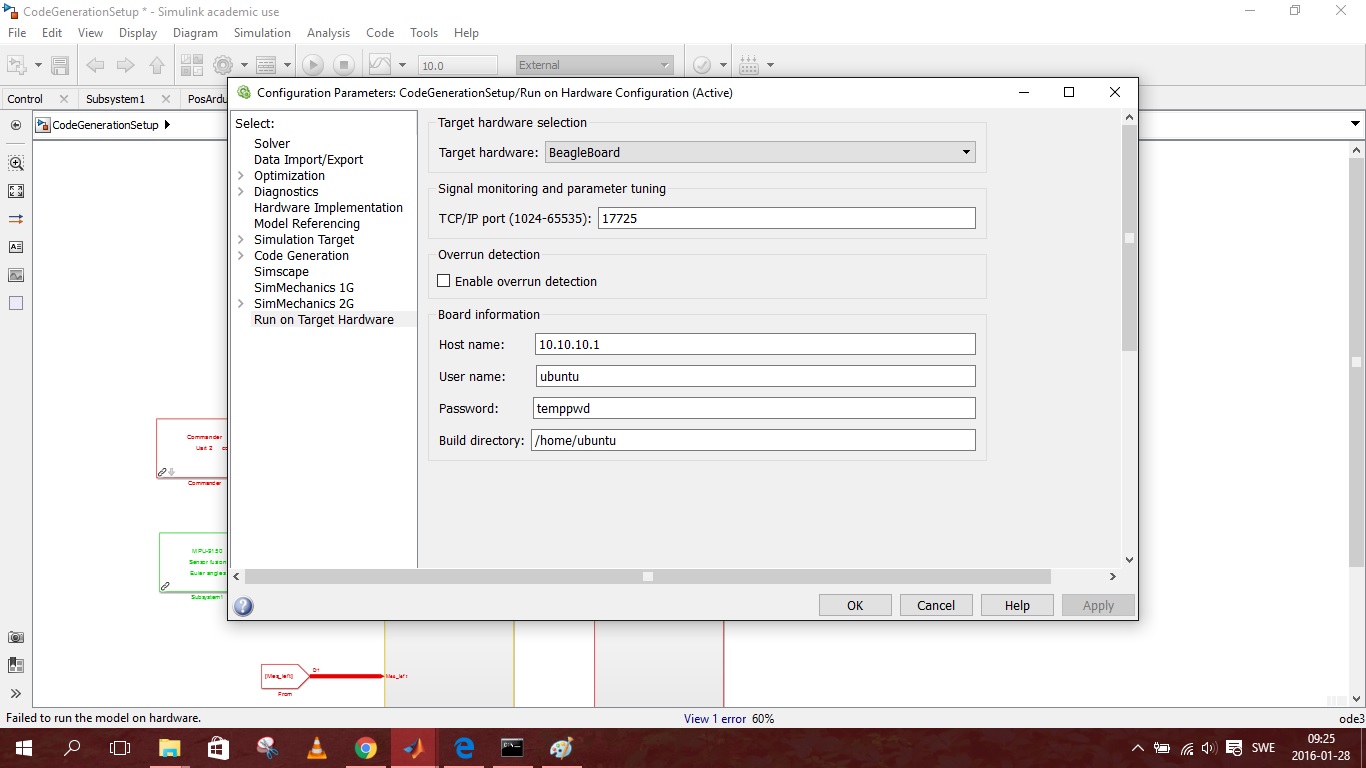 CodeGenerationSetup * - Simulink academic use
File Edit View Display Diagram Simulation Analysis Code Tools Help
10.0 External
Control Subsystem1 PosArdu
CodeGenerationSetup
Configuration Parameters: CodeGenerationSetup/Run on Hardware Configuration (Active)
Select:
Solver
Data Import/Export
Optimization
Diagnostics
Hardware Implementation
Model Referencing
Simulation Target
Code Generation
Simscape
SimMechanics 1G
SimMechanics 2G
Run on Target Hardware
Target hardware selection
Target hardware: BeagleBoard
Signal monitoring and parameter tuning
TCP/IP port (1024-65535): 17725
Overrun detection
Enable overrun detection
Board information
Host name: 10.10.10.1
User name: ubuntu
Password: temppwd
Build directory: /home/ubuntu
OK Cancel Help Apply
Commander
Unit 2 co
Commander
MPU-9150
Sensor fusion
Euler angles
Subsystem1
[Mas_left]
From
Mas_left
Failed to run the model on hardware.
View 1 error 60%
ode3
SWE
09:25
2016-01-28